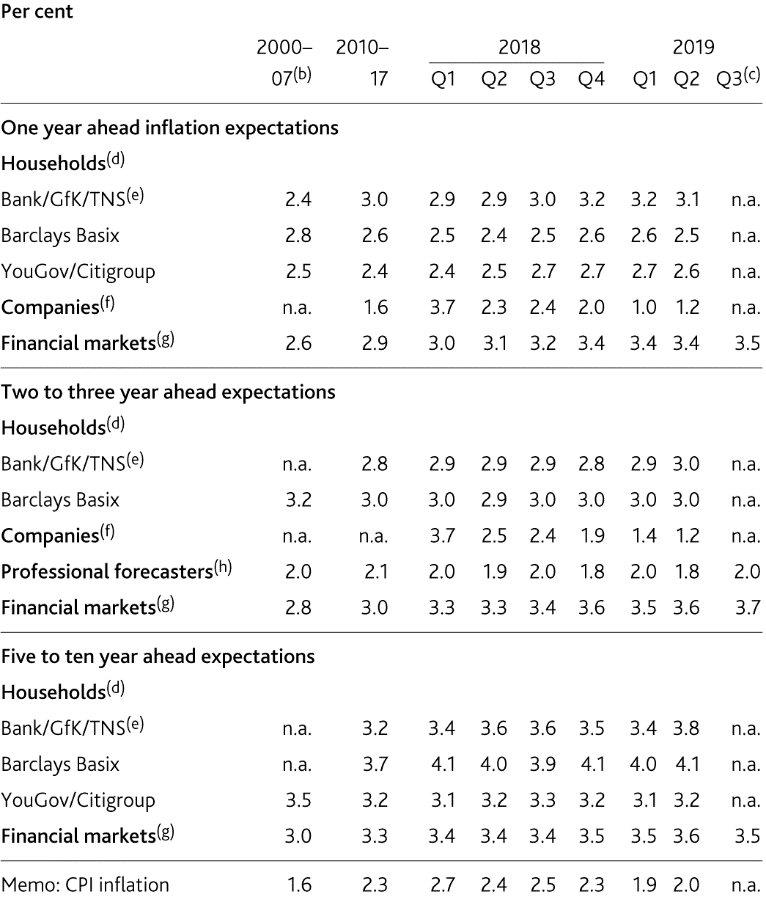 Per cent
2000– 2010– 2018 2019
07(b) 17 Q1 Q2 Q3 Q4 Q1 Q2 Q3(c)
One year ahead inflation expectations
Households(d)
Bank/GfK/TNS(e) 2.4 3.0 2.9 2.9 3.0 3.2 3.2 3.1 n.a.
Barclays Basix 2.8 2.6 2.5 2.4 2.5 2.6 2.6 2.5 n.a.
YouGov/Citigroup 2.5 2.4 2.4 2.5 2.7 2.7 2.7 2.6 n.a.
Companies(f) n.a. 1.6 3.7 2.3 2.4 2.0 1.0 1.2 n.a.
Financial markets(g) 2.6 2.9 3.0 3.1 3.2 3.4 3.4 3.4 3.5
Two to three year ahead expectations
Households(d)
Bank/GfK/TNS(e) n.a. 2.8 2.9 2.9 2.9 2.8 2.9 3.0 n.a.
Barclays Basix 3.2 3.0 3.0 2.9 3.0 3.0 3.0 3.0 n.a.
Companies(f) n.a. n.a. 3.7 2.5 2.4 1.9 1.4 1.2 n.a.
Professional forecasters(h) 2.0 2.1 2.0 1.9 2.0 1.8 2.0 1.8 2.0
Financial markets(g) 2.8 3.0 3.3 3.3 3.4 3.6 3.5 3.6 3.7
Five to ten year ahead expectations
Households(d)
Bank/GfK/TNS(e) n.a. 3.2 3.4 3.6 3.6 3.5 3.4 3.8 n.a.
Barclays Basix n.a. 3.7 4.1 4.0 3.9 4.1 4.0 4.1 n.a.
YouGov/Citigroup 3.5 3.2 3.1 3.2 3.3 3.2 3.1 3.2 n.a.
Financial markets(g) 3.0 3.3 3.4 3.4 3.4 3.5 3.5 3.6 3.5
Memo: CPI inflation 1.6 2.3 2.7 2.4 2.5 2.3 1.9 2.0 n.a.